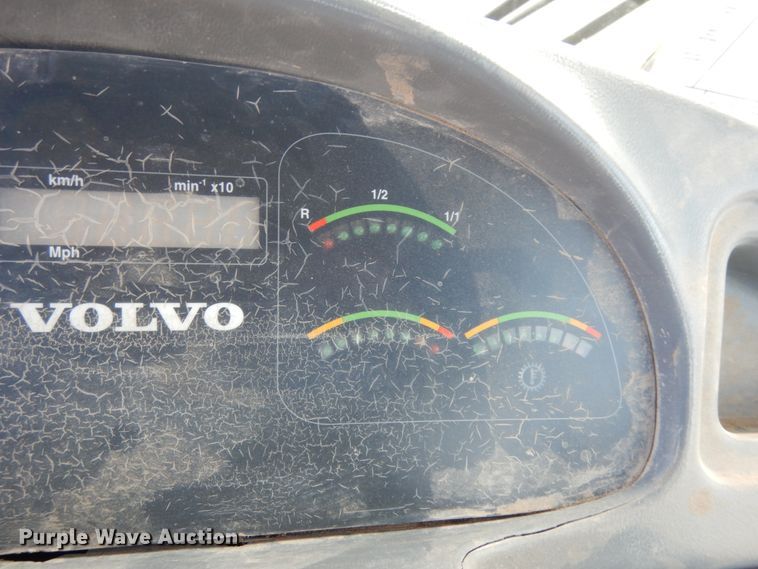 km/h min⁻¹ x10
R 1/2 1/1
Mph
VOLVO
Purple Wave Auction